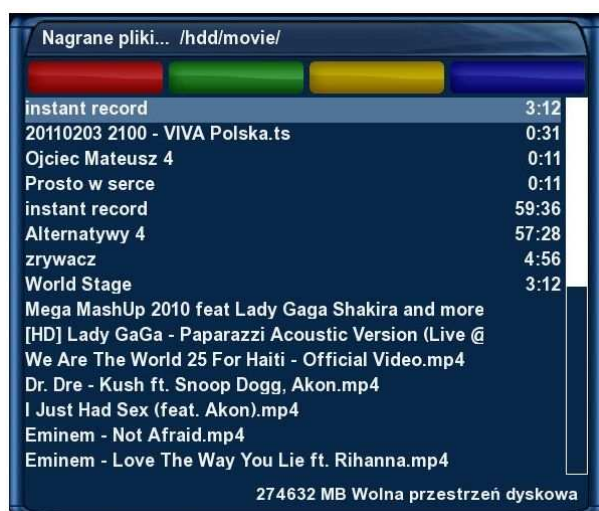 Nagrane pliki... /hdd/movie/
instant record 3:12
20110203 2100 - VIVA Polska.ts 0:31
Ojciec Mateusz 4 0:11
Prosto w serce 0:11
instant record 59:36
Alternatywy 4 57:28
zrywacz 4:56
World Stage 3:12
Mega MashUp 2010 feat Lady Gaga Shakira and more
[HD] Lady GaGa - Paparazzi Acoustic Version (Live @
We Are The World 25 For Haiti - Official Video.mp4
Dr. Dre - Kush ft. Snoop Dogg, Akon.mp4
I Just Had Sex (feat. Akon).mp4
Eminem - Not Afraid.mp4
Eminem - Love The Way You Lie ft. Rihanna.mp4
274632 MB Wolna przestrzeń dyskowa